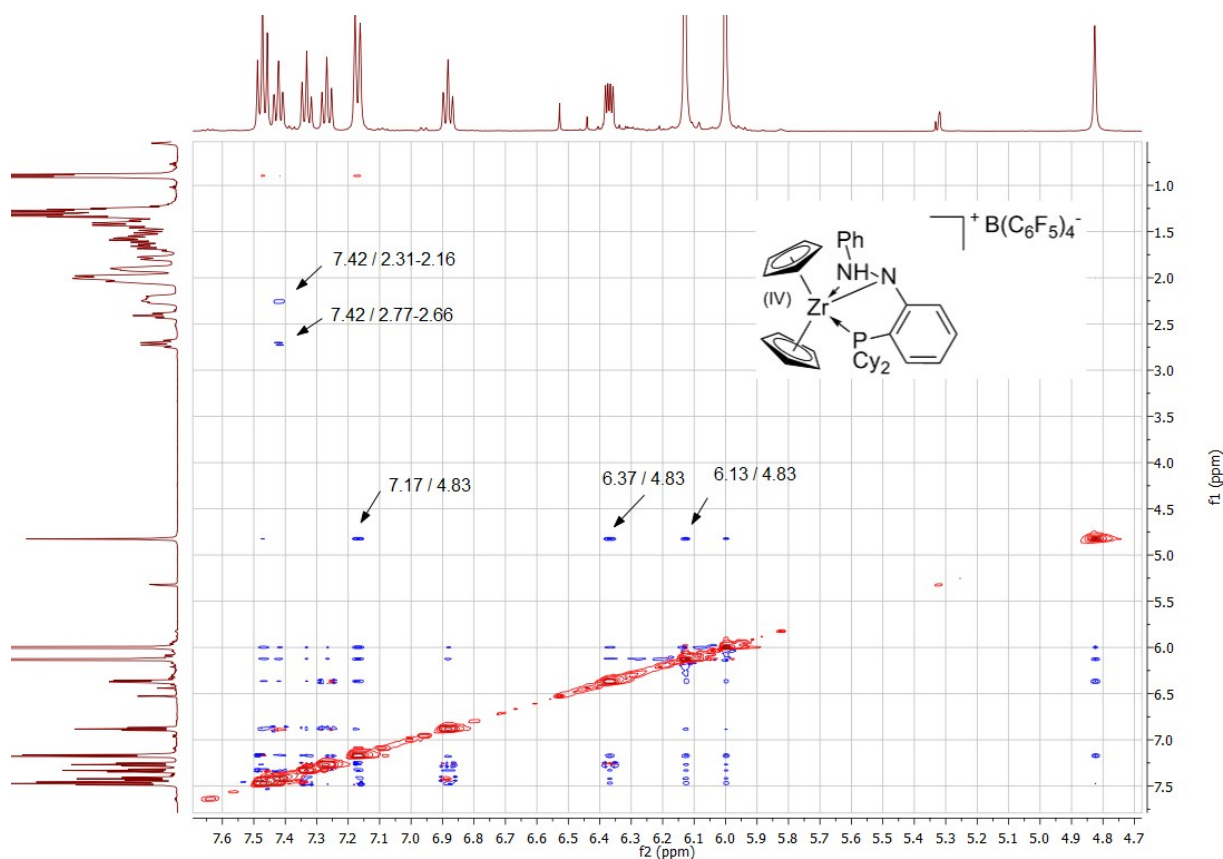 1.0
1.5
2.0
2.5
3.0
3.5
4.0
4.5
5.0
5.5
6.0
6.5
7.0
7.5
f1 (ppm)
7.42 / 2.31-2.16
7.42 / 2.77-2.66
7.17 / 4.83
6.37 / 4.83
6.13 / 4.83
+ B(C6F5)4-
Ph
NH
N
(IV)
Zr
P
Cy2
7.6 7.5 7.4 7.3 7.2 7.1 7.0 6.9 6.8 6.7 6.6 6.5 6.4 6.3 6.2 6.1 6.0 5.9 5.8 5.7 5.6 5.5 5.4 5.3 5.2 5.1 5.0 4.9 4.8 4.7
f2 (ppm)